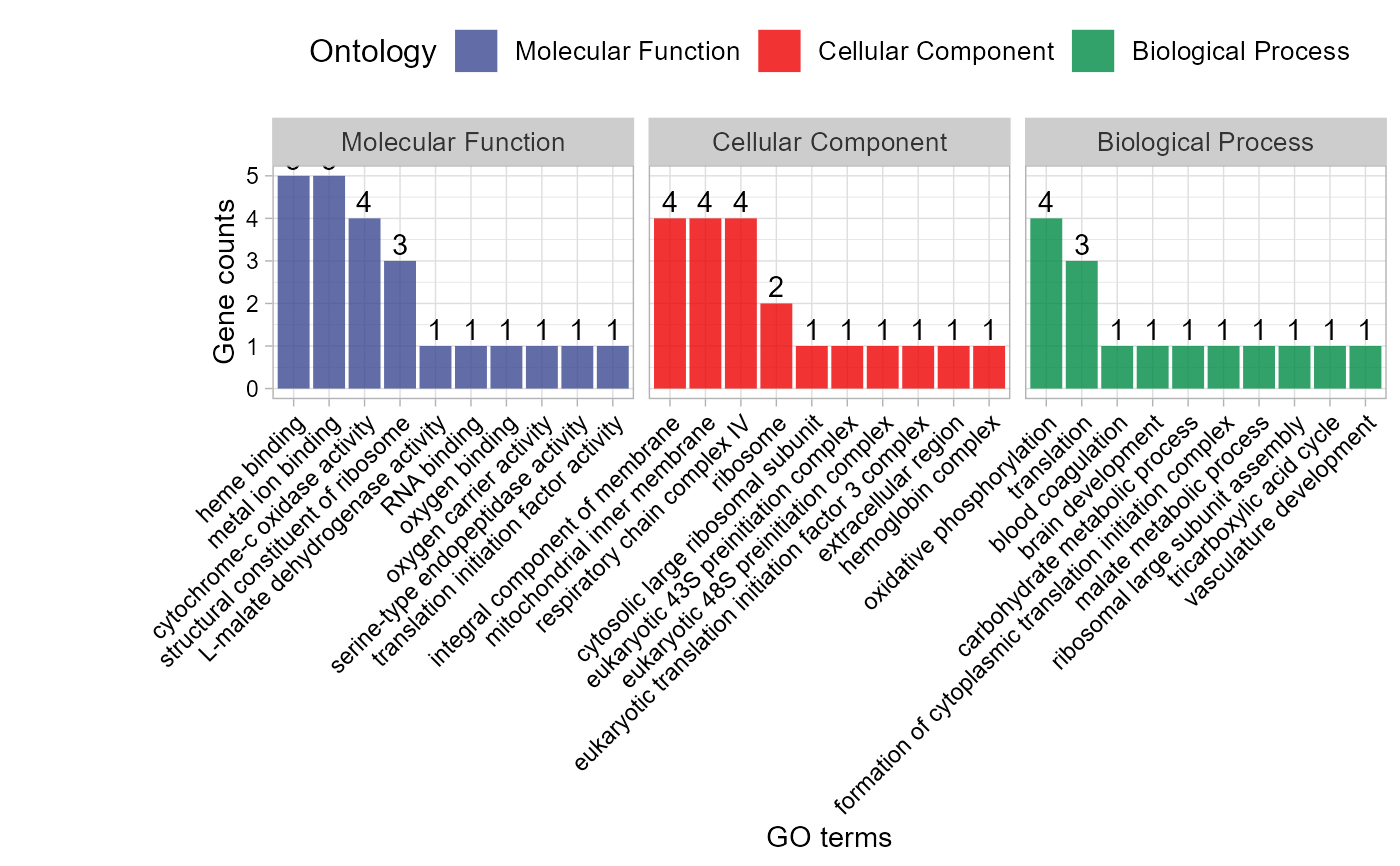 Ontology Molecular Function Cellular Component Biological Process
Molecular Function Cellular Component Biological Process
Gene counts
5
4
3
2
1
0
4 3 1 1 1 1 1 1
4 4 4 2 1 1 1 1 1 1
4 3 1 1 1 1 1 1 1 1
heme binding
metal ion binding
cytochrome-c oxidase activity
structural constituent of ribosome
L-malate dehydrogenase activity
RNA binding
oxygen binding
oxygen carrier activity
serine-type endopeptidase activity
translation initiation factor activity
integral component of membrane
mitochondrial inner membrane
respiratory chain complex IV
ribosome
cytosolic large ribosomal subunit
eukaryotic 43S preinitiation complex
eukaryotic 48S preinitiation complex
eukaryotic translation initiation factor 3 complex
extracellular region
hemoglobin complex
oxidative phosphorylation
translation
blood coagulation
brain development
carbohydrate metabolic process
formation of cytoplasmic translation initiation complex
malate metabolic process
ribosomal large subunit assembly
tricarboxylic acid cycle
vasculature development
GO terms